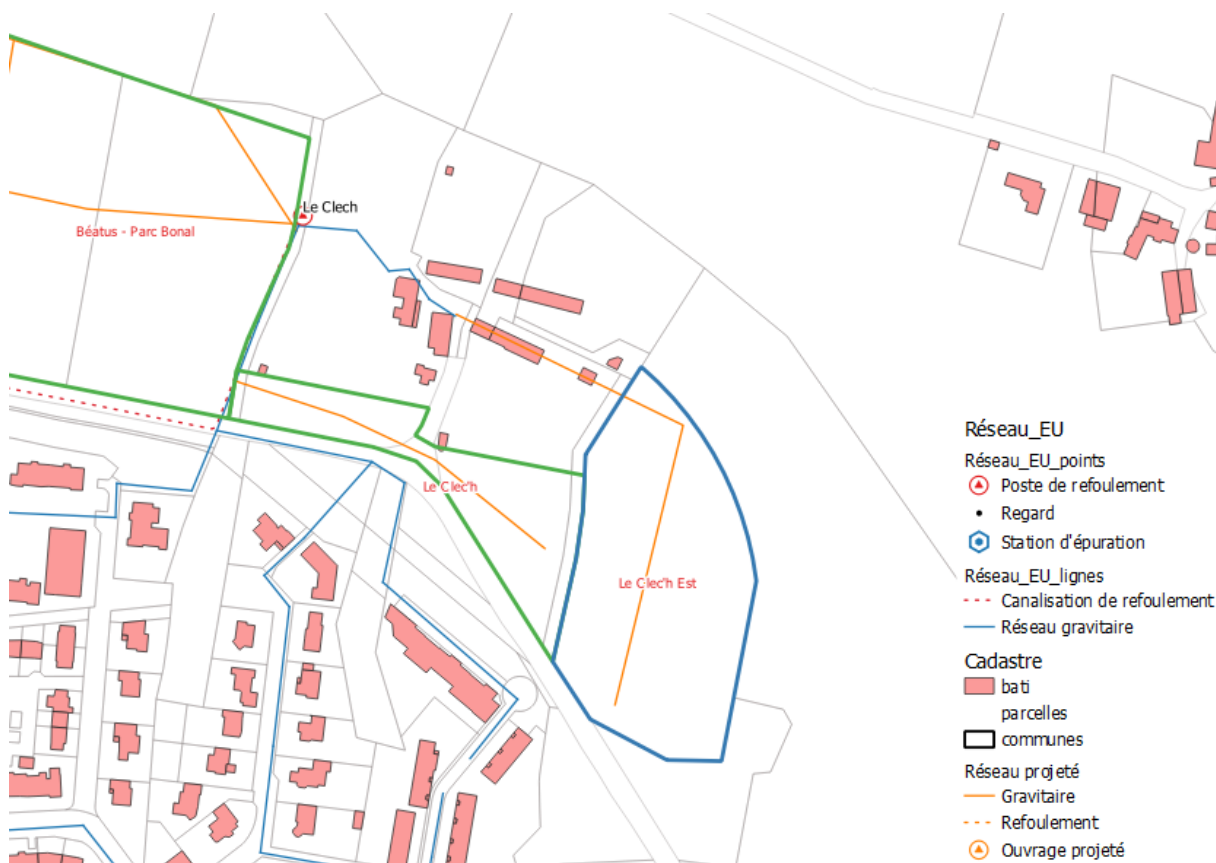 Le Clech
Béatus - Parc Bonal
Le Clec'h
Le Clec'h Est
Réseau_EU
Réseau_EU_points
Poste de refoulement
Regard
Station d'épuration
Réseau_EU_lignes
Canalisation de refoulement
Réseau gravitaire
Cadastre
bati
parcelles
communes
Réseau projeté
Gravitaire
Refoulement
Ouvrage projeté